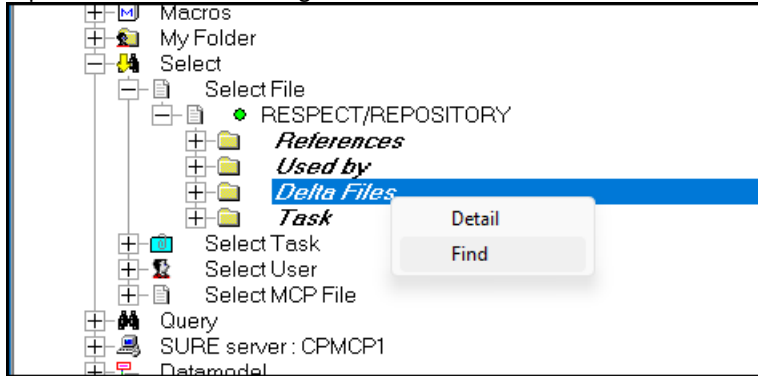 Macros
My Folder
Select
Select File
RESPECT/REPOSITORY
References
Used by
Delta Files
Task
Detail
Find
Select Task
Select User
Select MCP File
Query
SURE server : CPMCP1
Datamodel